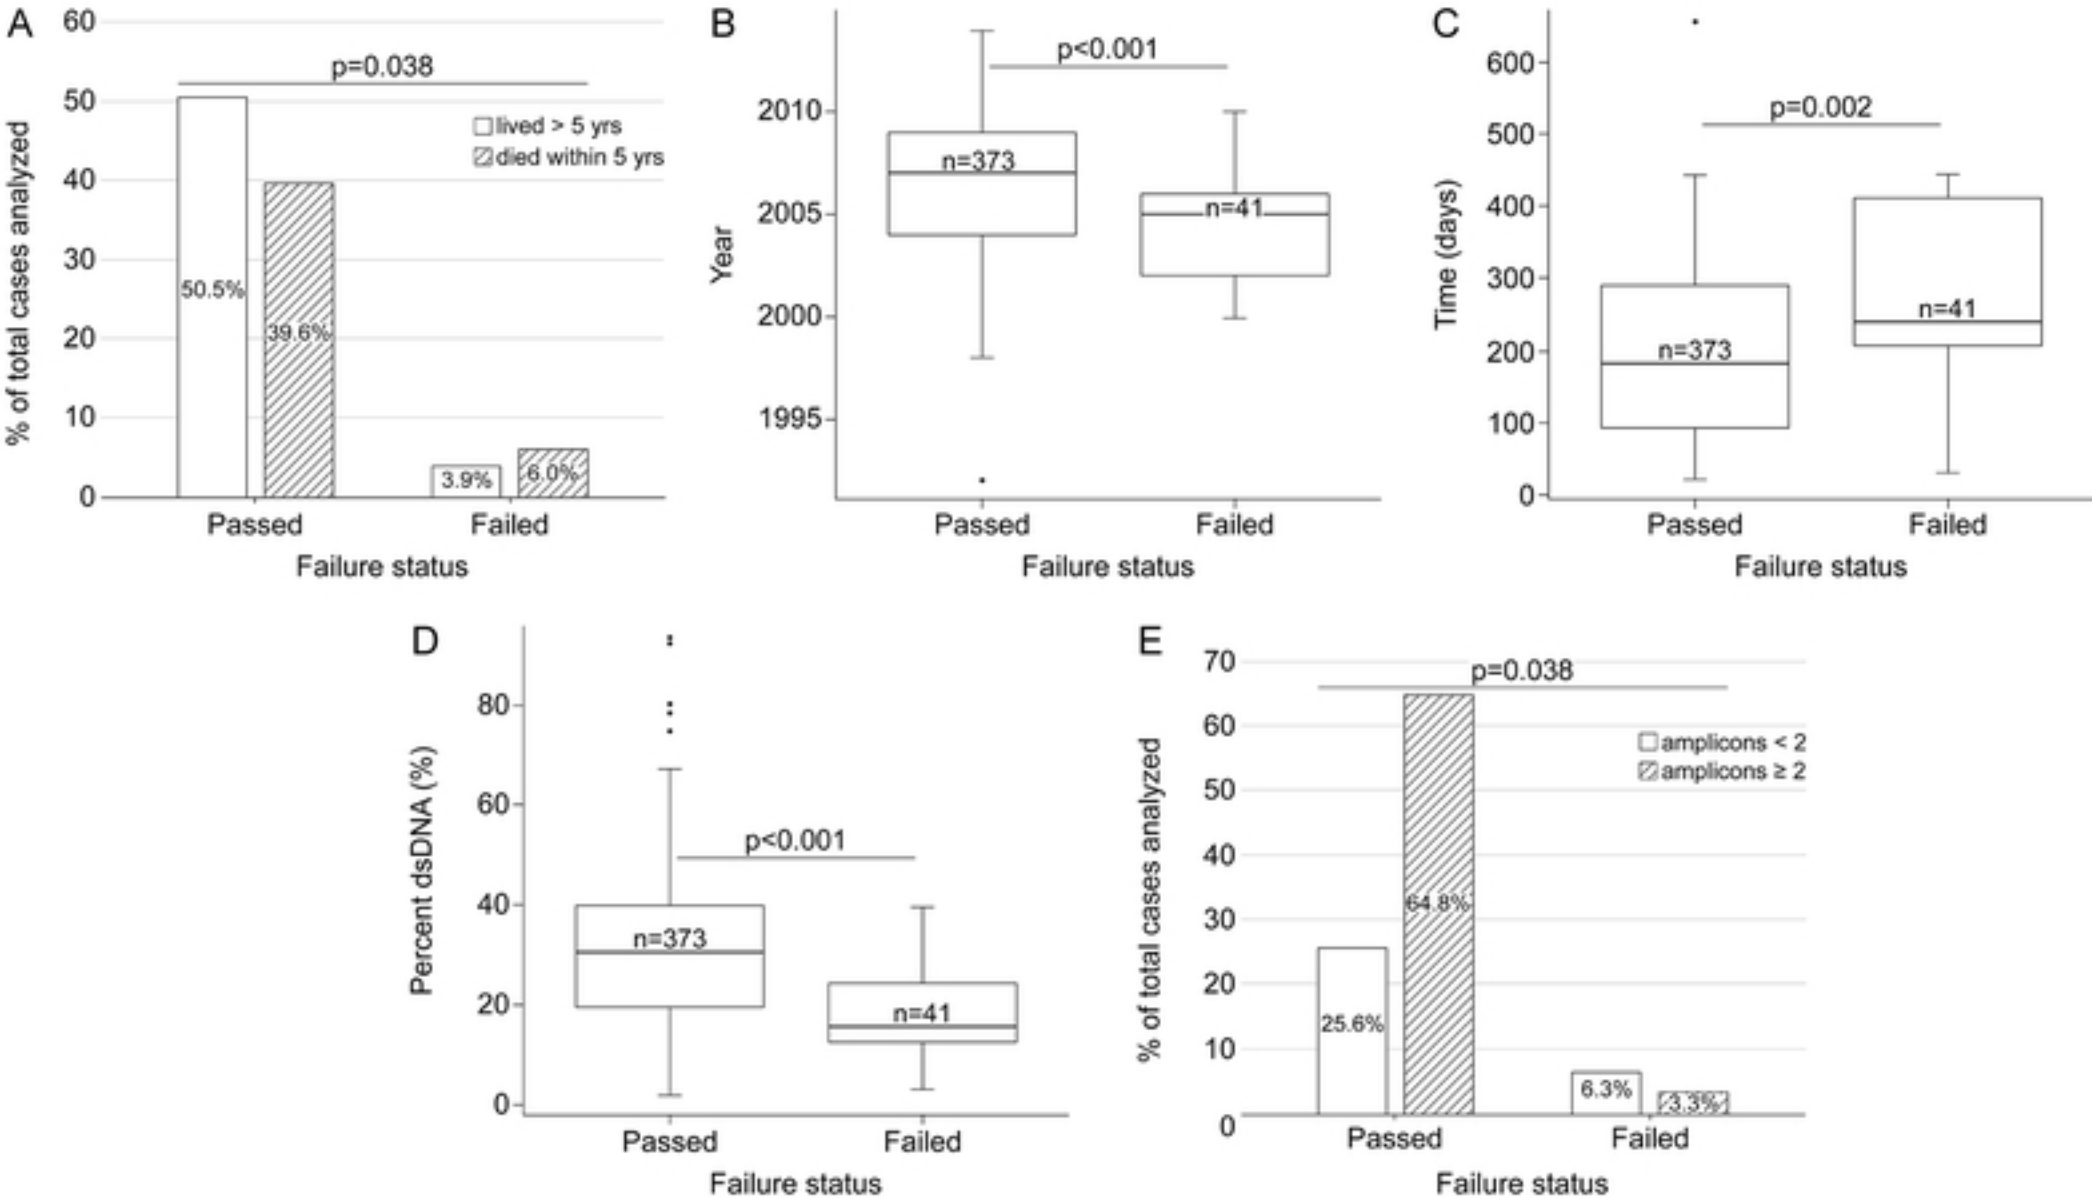 A
60
50
40
30
20
10
0
% of total cases analyzed
p=0.038
lived > 5 yrs
died within 5 yrs
50.5%
39.6%
3.9%
6.0%
Passed
Failed
Failure status
B
2010
2005
2000
1995
Year
p<0.001
n=373
n=41
Passed
Failed
Failure status
C
600
500
400
300
200
100
0
Time (days)
p=0.002
n=373
n=41
Passed
Failed
Failure status
D
80
60
40
20
0
Percent dsDNA (%)
p<0.001
n=373
n=41
Passed
Failed
Failure status
E
70
60
50
40
30
20
10
0
% of total cases analyzed
p=0.038
amplicons < 2
amplicons ≥ 2
25.6%
64.8%
6.3%
3.3%
Passed
Failed
Failure status